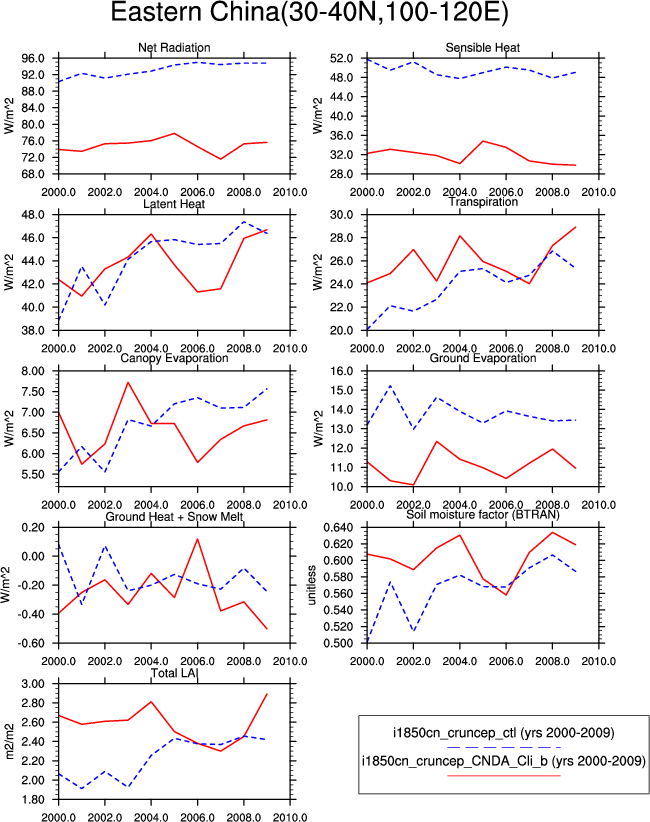 Eastern China(30-40N,100-120E)
Net Radiation
W/m^2
96.0
92.0
88.0
84.0
80.0
76.0
72.0
68.0
2000.0 2002.0 2004.0 2006.0 2008.0 2010.0
Sensible Heat
W/m^2
52.0
48.0
44.0
40.0
36.0
32.0
28.0
2000.0 2002.0 2004.0 2006.0 2008.0 2010.0
Latent Heat
W/m^2
48.0
46.0
44.0
42.0
40.0
38.0
2000.0 2002.0 2004.0 2006.0 2008.0 2010.0
Transpiration
W/m^2
30.0
28.0
26.0
24.0
22.0
20.0
2000.0 2002.0 2004.0 2006.0 2008.0 2010.0
Canopy Evaporation
W/m^2
8.00
7.50
7.00
6.50
6.00
5.50
2000.0 2002.0 2004.0 2006.0 2008.0 2010.0
Ground Evaporation
W/m^2
16.0
15.0
14.0
13.0
12.0
11.0
10.0
2000.0 2002.0 2004.0 2006.0 2008.0 2010.0
Ground Heat + Snow Melt
W/m^2
0.20
0.00
-0.20
-0.40
-0.60
2000.0 2002.0 2004.0 2006.0 2008.0 2010.0
Soil moisture factor (BTRAN)
unitless
0.640
0.620
0.600
0.580
0.560
0.540
0.520
0.500
2000.0 2002.0 2004.0 2006.0 2008.0 2010.0
Total LAI
m2/m2
3.00
2.80
2.60
2.40
2.20
2.00
1.80
2000.0 2002.0 2004.0 2006.0 2008.0 2010.0
i1850cn_cruncep_ctl (yrs 2000-2009)
i1850cn_cruncep_CNDA_Cli_b (yrs 2000-2009)